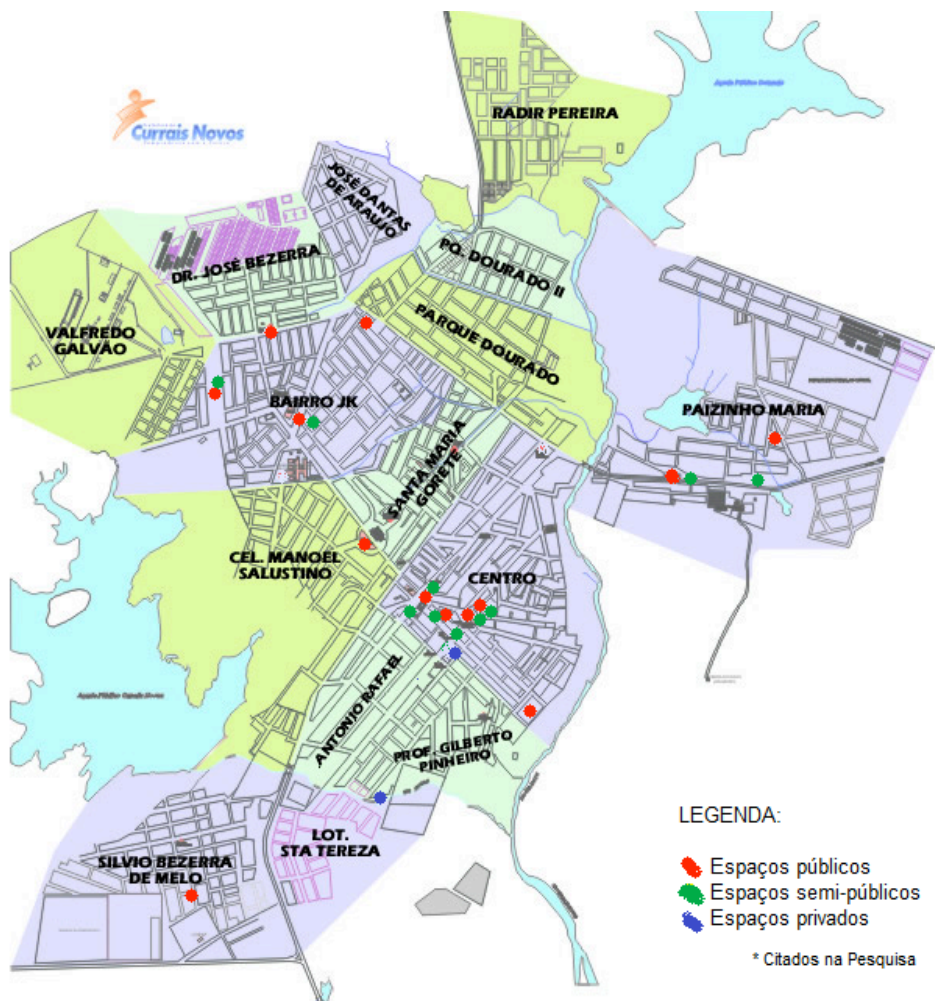 RADIR PEREIRA
Currais Novos
JOSÉ DANTAS
DE ARAUJO
DR. JOSÉ BEZERRA
PQ. DOURADO II
VALFREDO
GALVÃO
PARQUE DOURADO
BAIRRO JK
PAIZINHO MARIA
SANTA MARIA
GORETE
CEL. MANOEL
SALUSTINO
CENTRO
ANTONIO RAFAEL
PROF. GILBERTO
PINHEIRO
LOT.
STA TEREZA
SILVIO BEZERRA
DE MELO
LEGENDA:
Espaços públicos
Espaços semi-públicos
Espaços privados
* Citados na Pesquisa